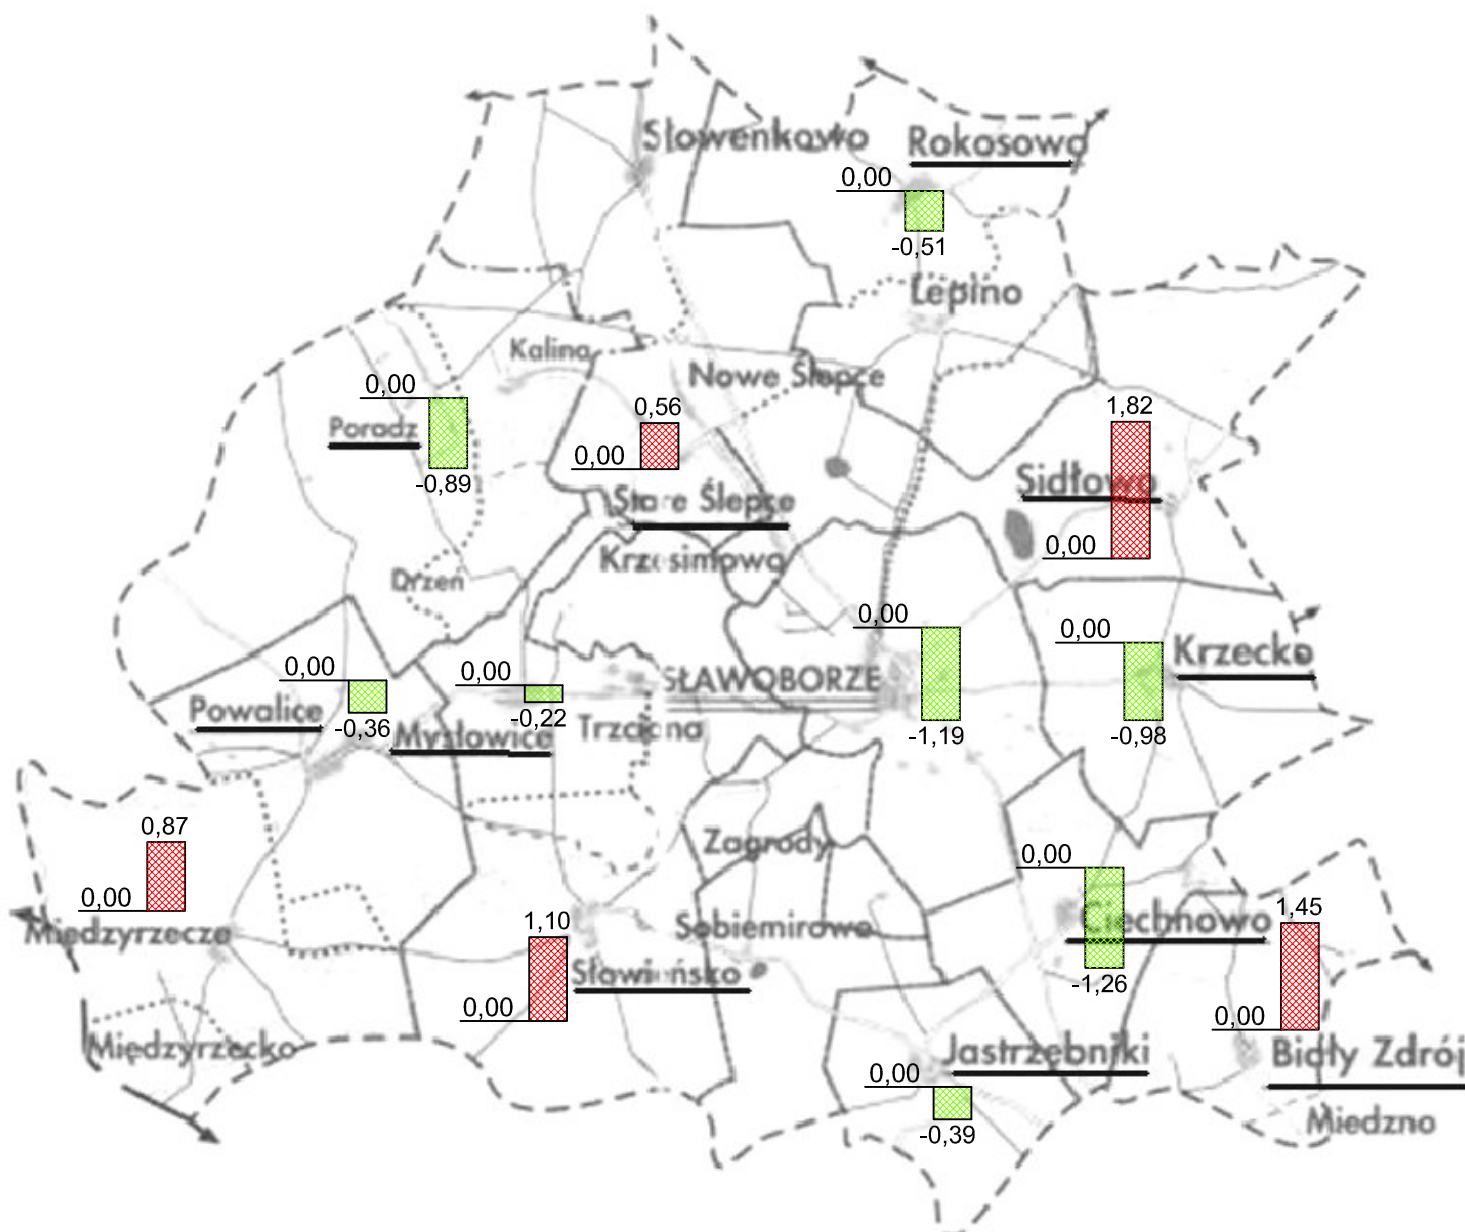 Słowenkowo
Rokosowo
0,00
-0,51
Lepino
Kalina
Nowe Ślepce
0,00
Poradz
-0,89
0,56
0,00
1,82
Sidłowo
0,00
Stare Ślepce
Krzesimowo
Drzeń
0,00
-1,19
0,00
Krzecko
-0,98
0,00
Powalice
-0,36
0,00
-0,22
SŁAWOBORZE
Mysłowice
Trzciana
0,87
0,00
Międzyrzecze
Zagrody
0,00
Ciechnowo
-1,26
1,10
0,00
Sobiemirowo
Słowieńsko
1,45
0,00
Międzyrzecko
Jastrzębniki
0,00
-0,39
Biały Zdrój
Miedzno